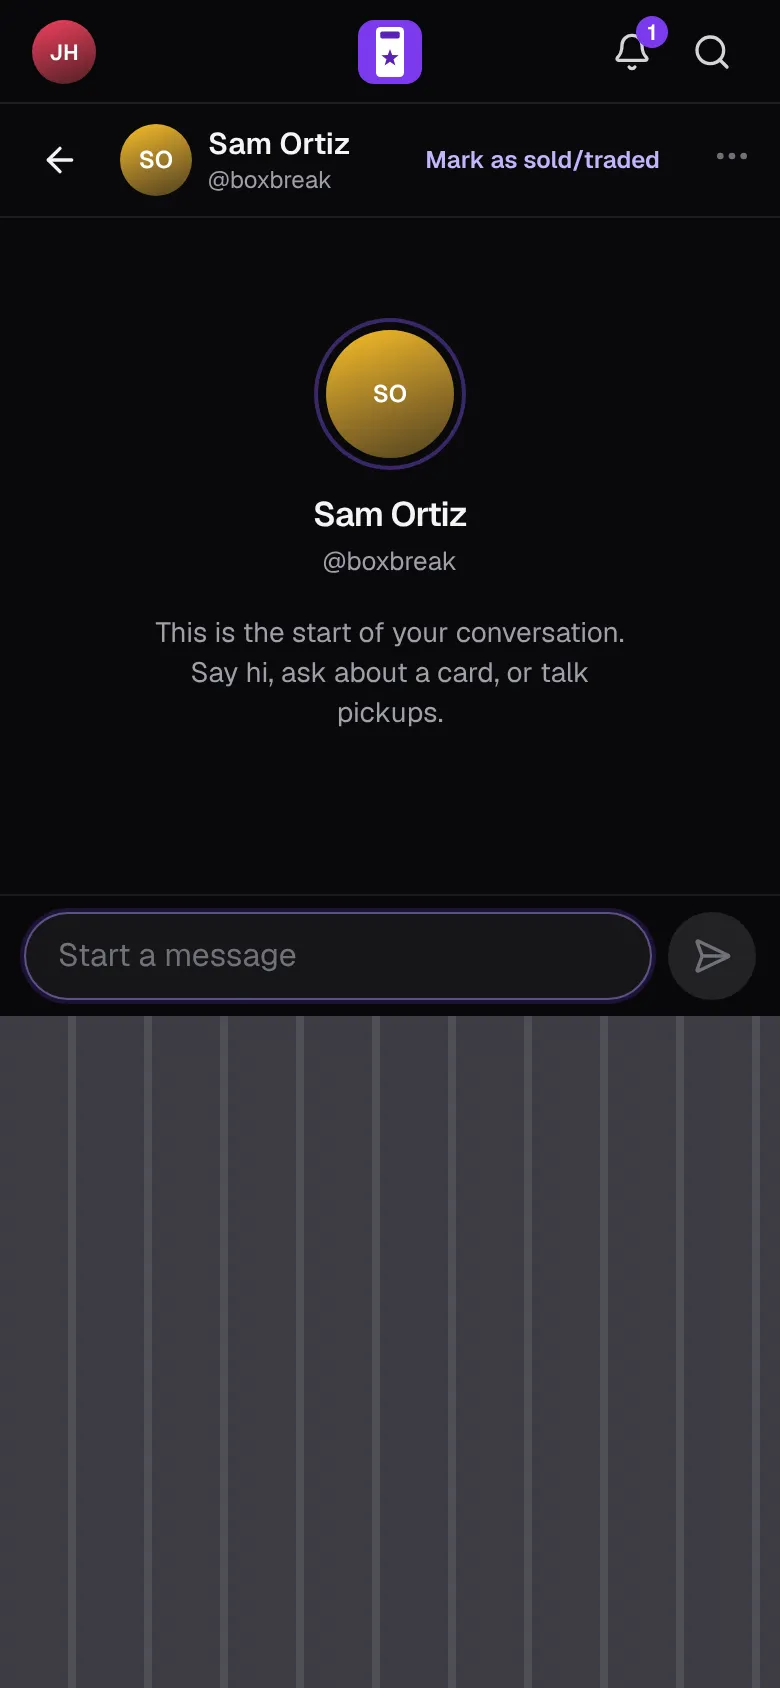 JH
1
SO
Sam Ortiz
@boxbreak
Mark as sold/traded
SO
Sam Ortiz
@boxbreak
This is the start of your conversation.
Say hi, ask about a card, or talk
pickups.
Start a message